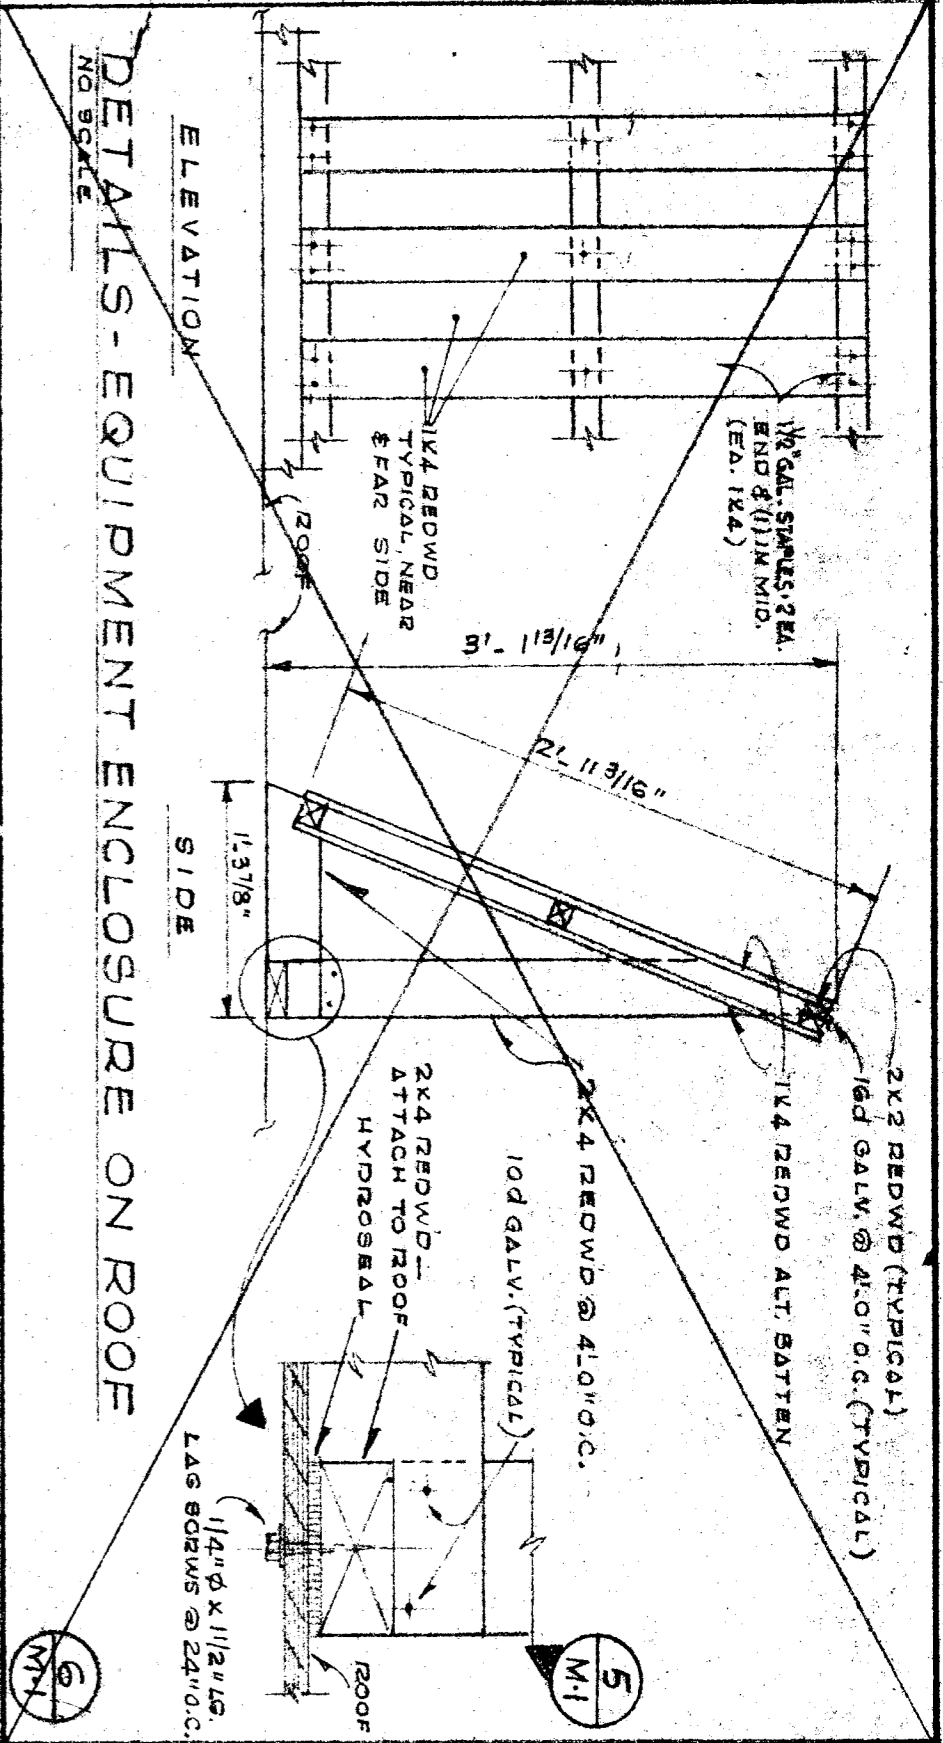 1 1/2" GAL. STAPLES, 2 EA.
END & (1) IN MID.
(EA. 1X4)
1X4 REDWD
TYPICAL, NEAR
& FAR SIDE
ROOF
ELEVATION
3'- 1 13/16"
2'- 11 3/16"
1'-3 7/8"
SIDE
2X2 REDWD (TYPICAL)
16d GALV. @ 4'-0" O.C. (TYPICAL)
1X4 REDWD ALT. BATTEN
2X4 REDWD @ 4'-0" O.C.
10d GALV. (TYPICAL)
2X4 REDW'D —
ATTACH TO ROOF
HYDROSEAL
5
M-1
ROOF
1/4" Ø X 1 1/2" LG.
LAG SCRWS @ 24" O.C.
DETAILS - EQUIPMENT ENCLOSURE ON ROOF
NO SCALE
6
M-1